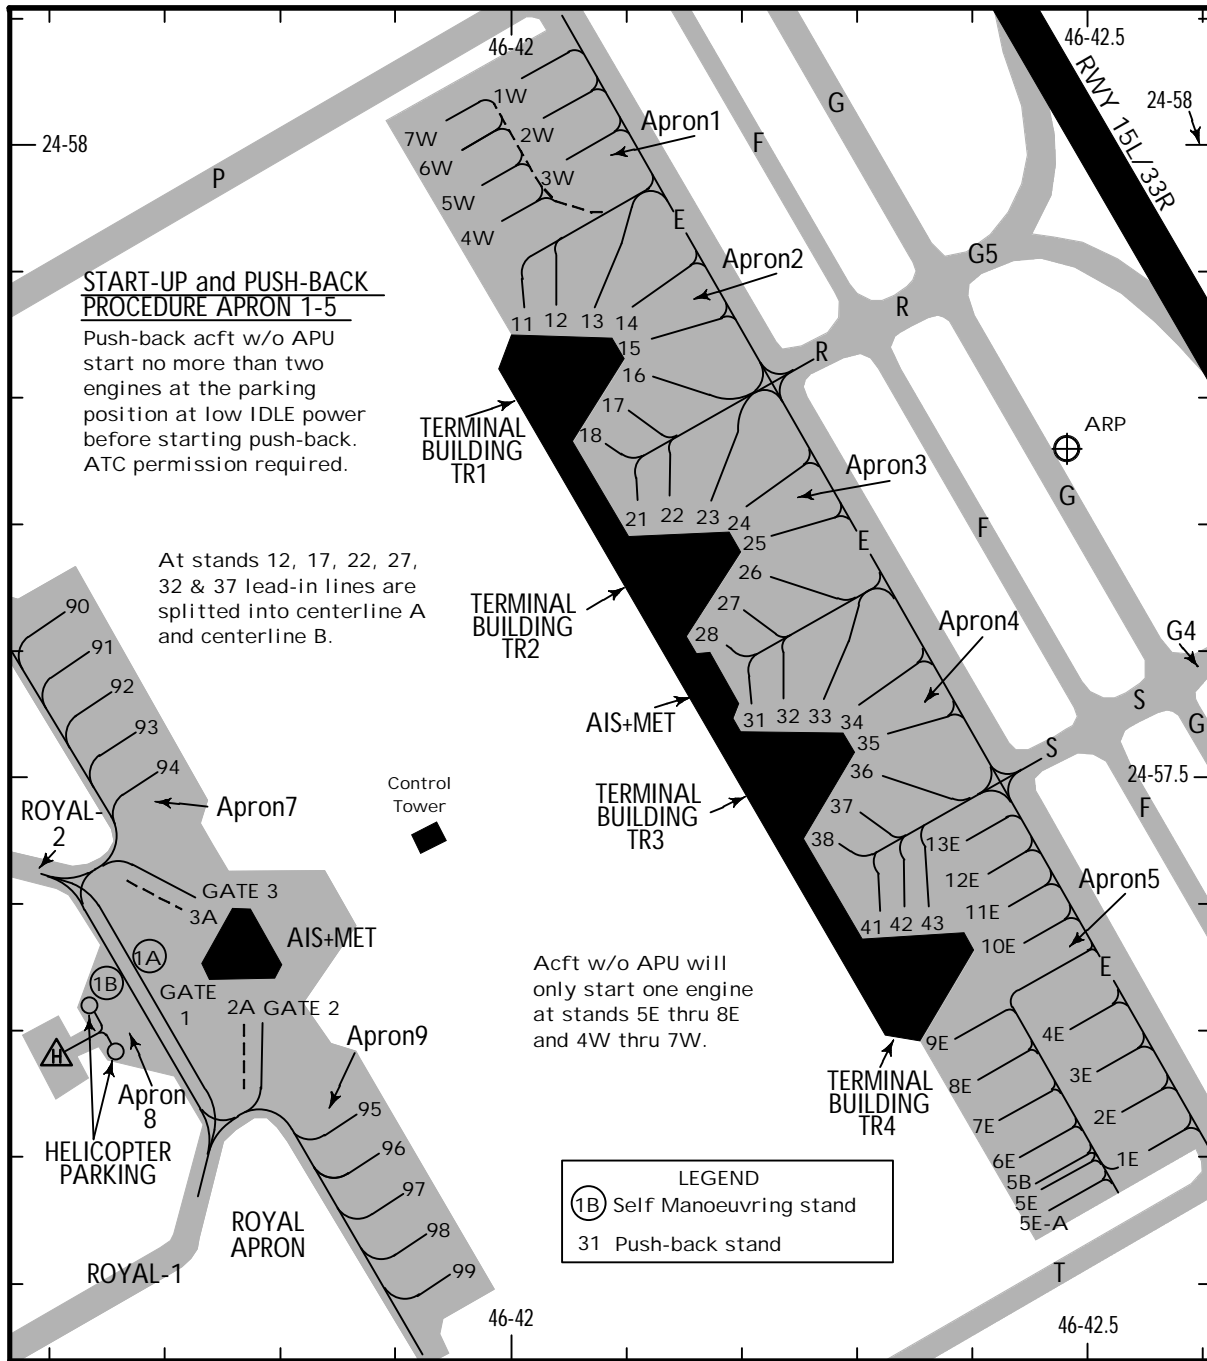 46-42
46-42.5
24-58
24-58
RWY 15L/33R
P
G
F
E
G5
R
R
1W
2W
3W
7W
6W
5W
4W
Apron1
Apron2
START-UP and PUSH-BACK
PROCEDURE APRON 1-5
Push-back acft w/o APU
start no more than two
engines at the parking
position at low IDLE power
before starting push-back.
ATC permission required.
11
12
13
14
15
16
17
18
TERMINAL
BUILDING
TR1
ARP
G
F
E
Apron3
21
22
23
24
25
26
27
28
At stands 12, 17, 22, 27,
32 & 37 lead-in lines are
splitted into centerline A
and centerline B.
TERMINAL
BUILDING
TR2
Apron4
G4
S
S
G
F
24-57.5
AIS+MET
31
32
33
34
35
36
37
38
TERMINAL
BUILDING
TR3
Control
Tower
90
91
92
93
94
Apron7
ROYAL-
2
GATE 3
3A
AIS+MET
1A
1B
GATE
1
2A
GATE 2
H
Apron9
Apron
8
HELICOPTER
PARKING
95
96
97
98
99
ROYAL
APRON
ROYAL-1
13E
12E
11E
10E
Apron5
E
41
42
43
Acft w/o APU will
only start one engine
at stands 5E thru 8E
and 4W thru 7W.
9E
8E
7E
6E
5B
5E
5E-A
4E
3E
2E
1E
TERMINAL
BUILDING
TR4
LEGEND
1B Self Manoeuvring stand
31 Push-back stand
T
46-42
46-42.5